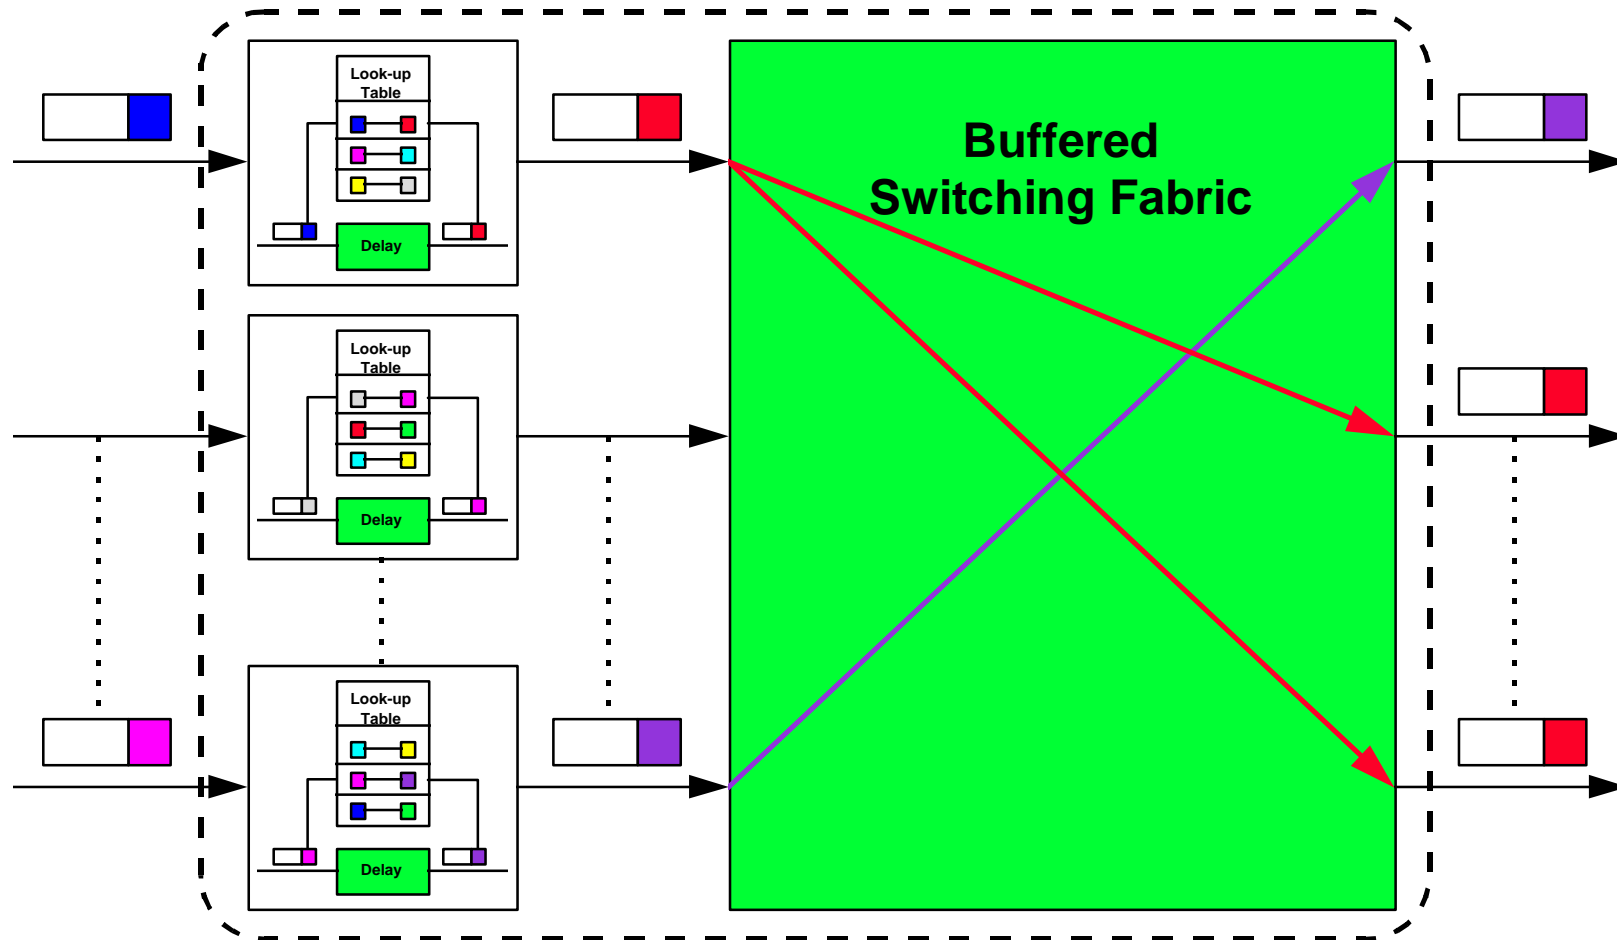 Look-up
Table
Delay
Buffered
Switching Fabric
Look-up
Table
Delay
Look-up
Table
Delay